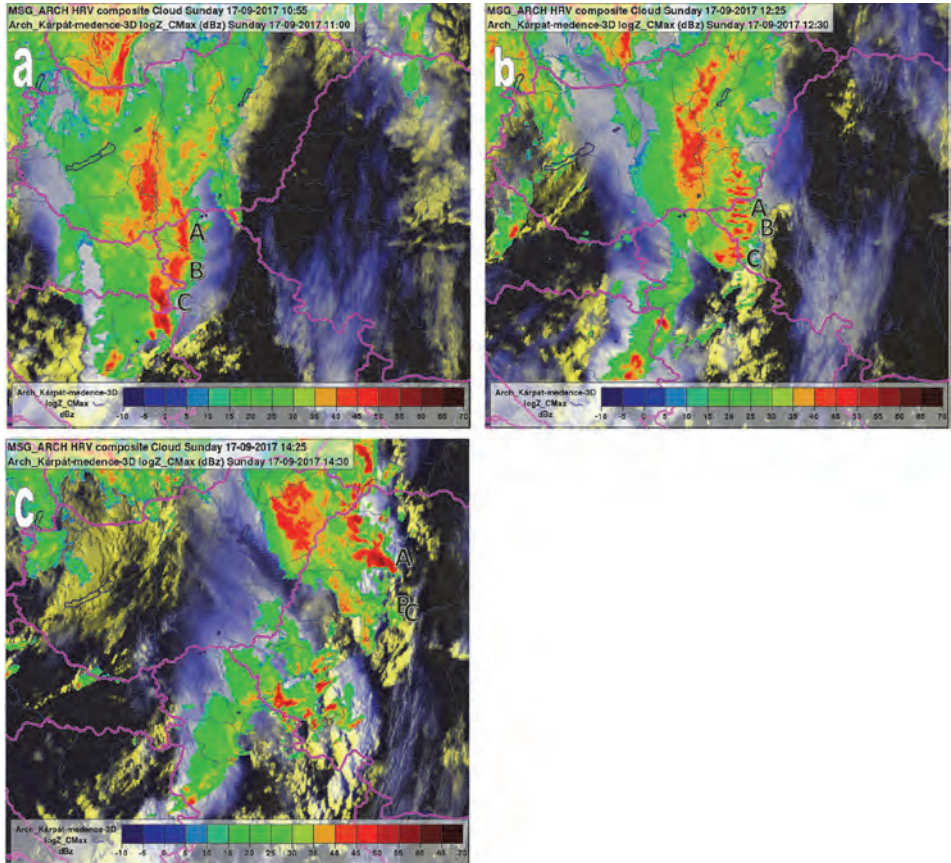 MSG_ARCH HRV composite Cloud Sunday 17-09-2017 10:55
Arch_Kárpát-medence-3D logZ_CMax (dBz) Sunday 17-09-2017 11:00
a
A
B
C
Arch_Kárpát-medence-3D
logZ_CMax
dBz
-10 -5 0 5 10 15 20 25 30 35 40 45 50 55 60 65 70
MSG_ARCH HRV composite Cloud Sunday 17-09-2017 12:25
Arch_Kárpát-medence-3D logZ_CMax (dBz) Sunday 17-09-2017 12:30
b
A
B
C
Arch_Kárpát-medence-3D
logZ_CMax
dBz
-10 -5 0 5 10 15 20 25 30 35 40 45 50 55 60 65 70
MSG_ARCH HRV composite Cloud Sunday 17-09-2017 14:25
Arch_Kárpát-medence-3D logZ_CMax (dBz) Sunday 17-09-2017 14:30
c
A
B
C
Arch_Kárpát-medence-3D
logZ_CMax
dBz
-10 -5 0 5 10 15 20 25 30 35 40 45 50 55 60 65 70